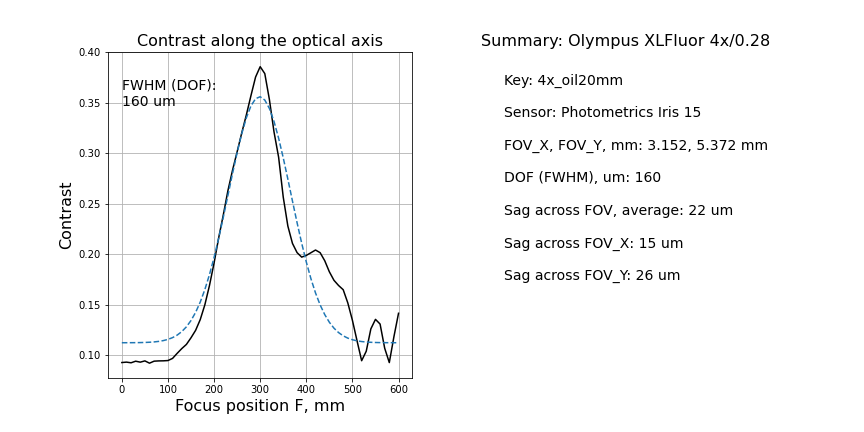 Contrast along the optical axis
FWHM (DOF):
160 um
0.40
0.35
0.30
0.25
0.20
0.15
0.10
Contrast
0 100 200 300 400 500 600
Focus position F, mm
Summary: Olympus XLFluor 4x/0.28
Key: 4x_oil20mm
Sensor: Photometrics Iris 15
FOV_X, FOV_Y, mm: 3.152, 5.372 mm
DOF (FWHM), um: 160
Sag across FOV, average: 22 um
Sag across FOV_X: 15 um
Sag across FOV_Y: 26 um